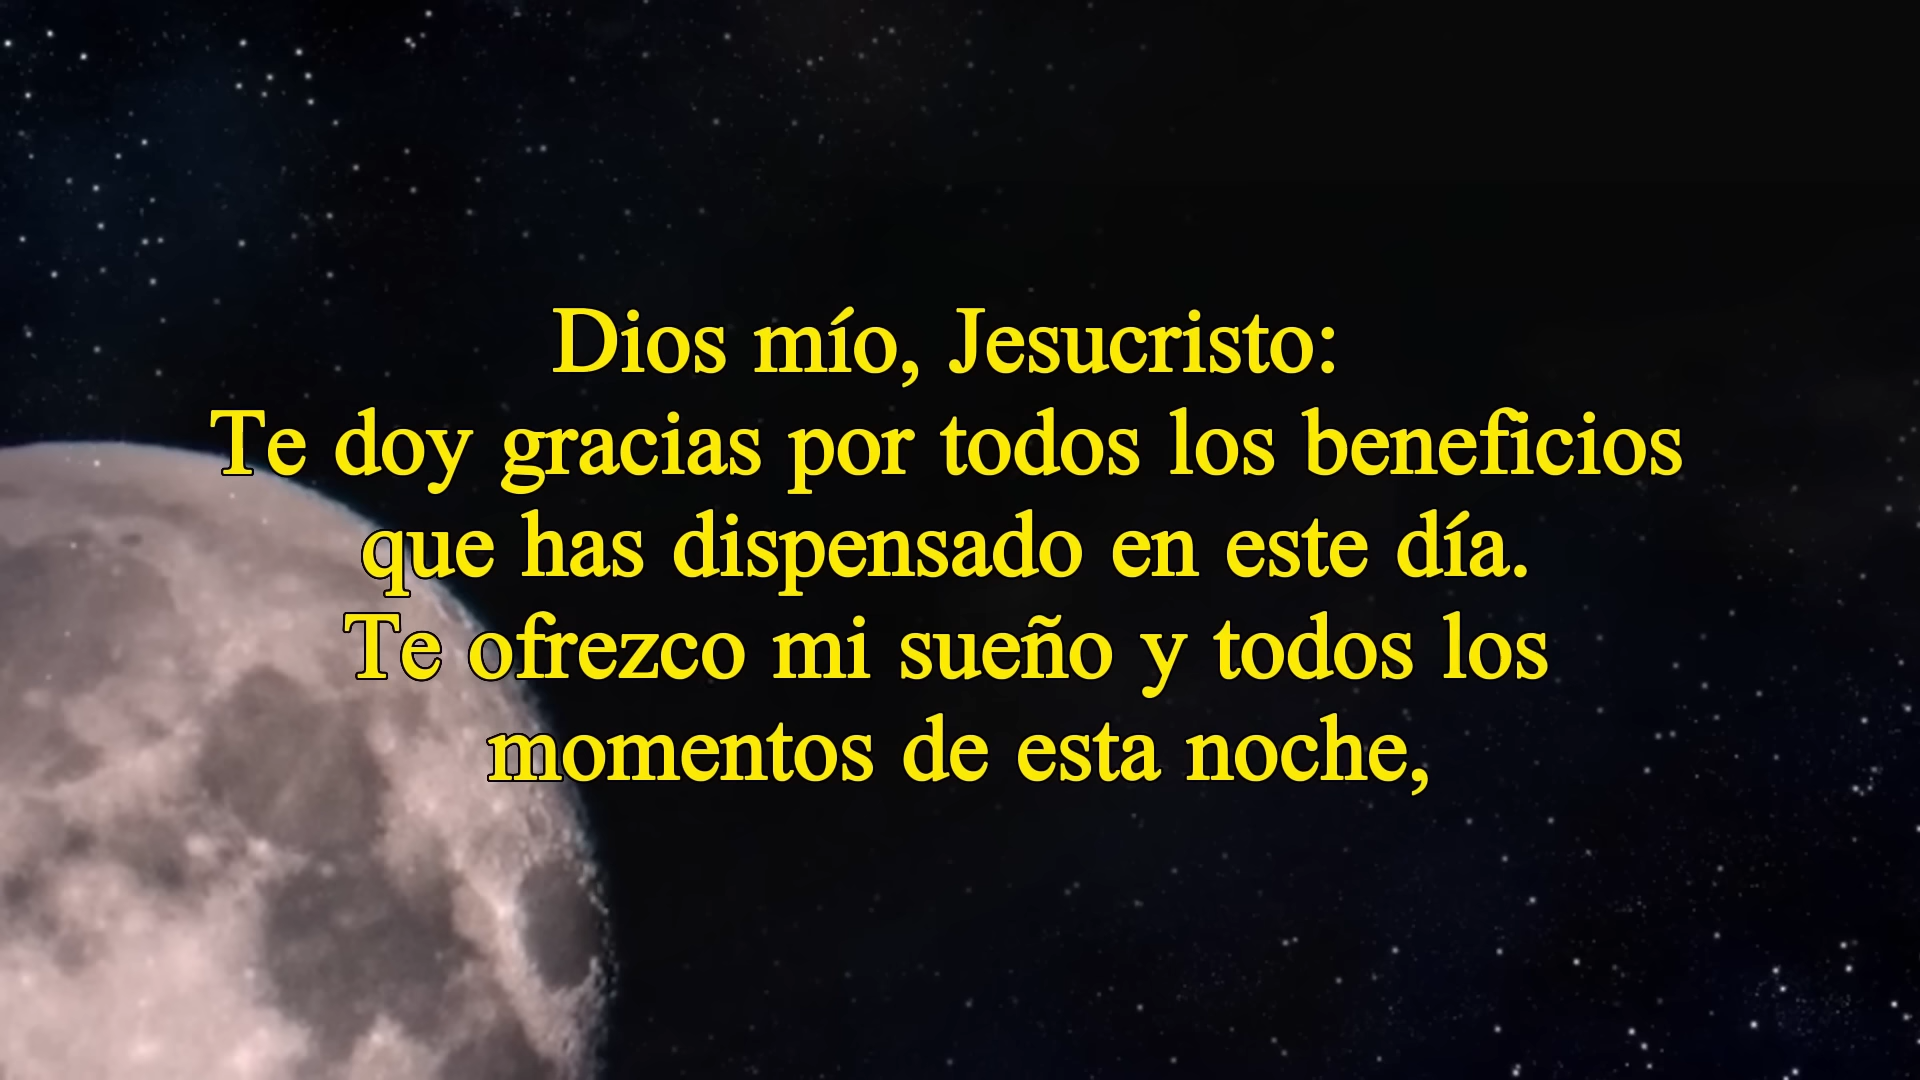 Dios mío, Jesucristo:
Te doy gracias por todos los beneficios
que has dispensado en este día.
Te ofrezco mi sueño y todos los
momentos de esta noche,